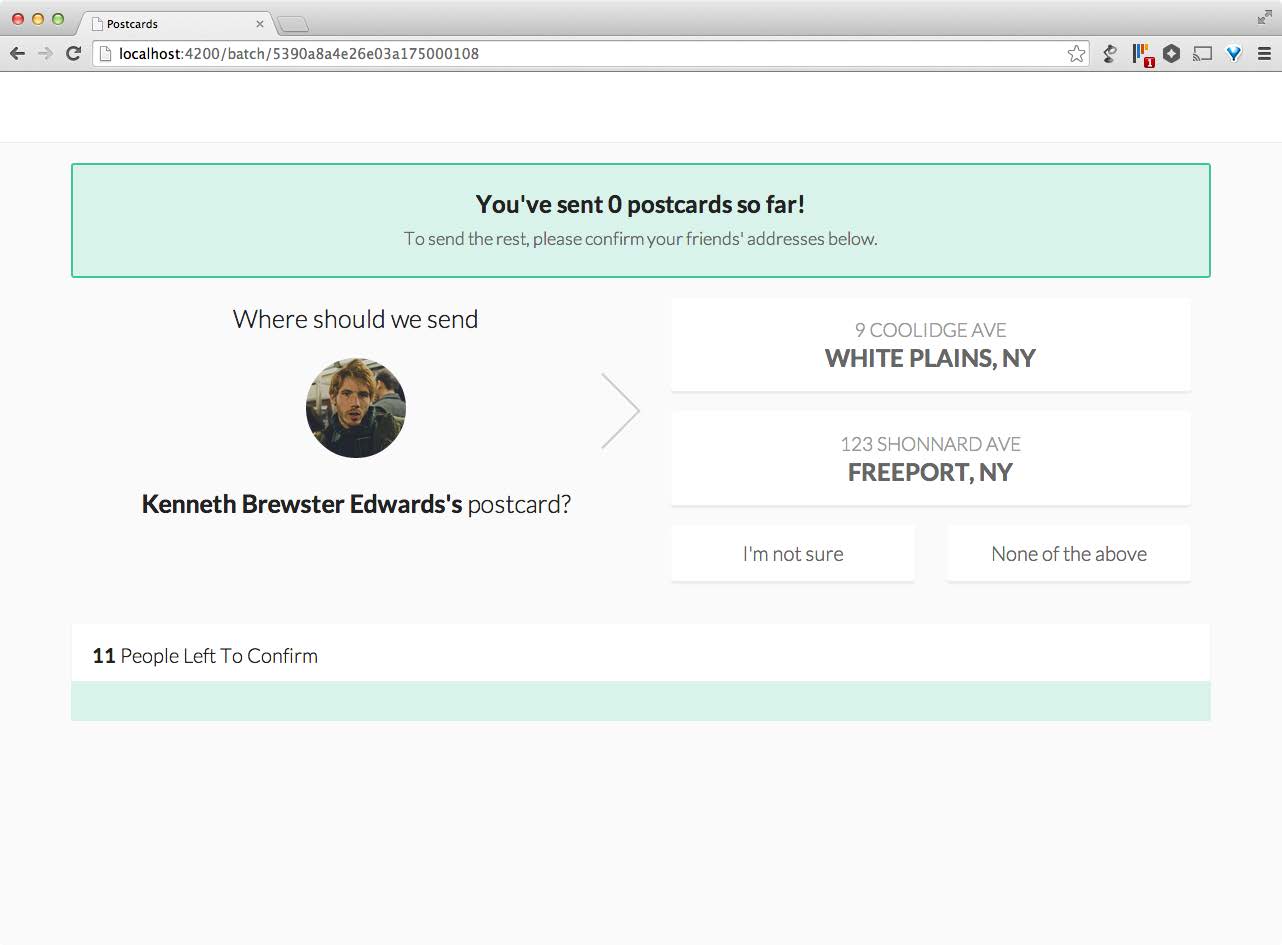 Postcards
localhost:4200/batch/5390a8a4e26e03a175000108
1
You've sent 0 postcards so far!
To send the rest, please confirm your friends' addresses below.
Where should we send
Kenneth Brewster Edwards's postcard?
9 COOLIDGE AVE
WHITE PLAINS, NY
123 SHONNARD AVE
FREEPORT, NY
I'm not sure
None of the above
11 People Left To Confirm